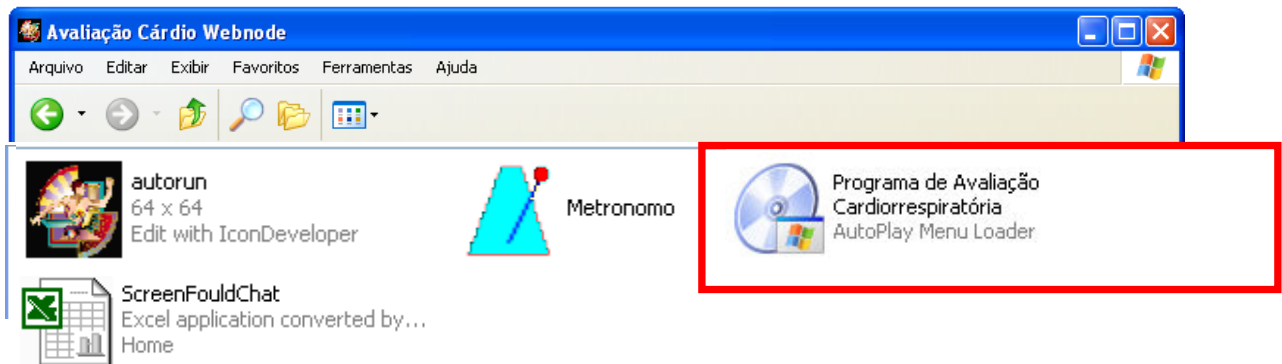 Avaliação Cárdio Webnode
Arquivo Editar Exibir Favoritos Ferramentas Ajuda
autorun
64 x 64
Edit with IconDeveloper
Metronomo
Programa de Avaliação
Cardiorrespiratória
AutoPlay Menu Loader
ScreenFouldChat
Excel application converted by...
Home